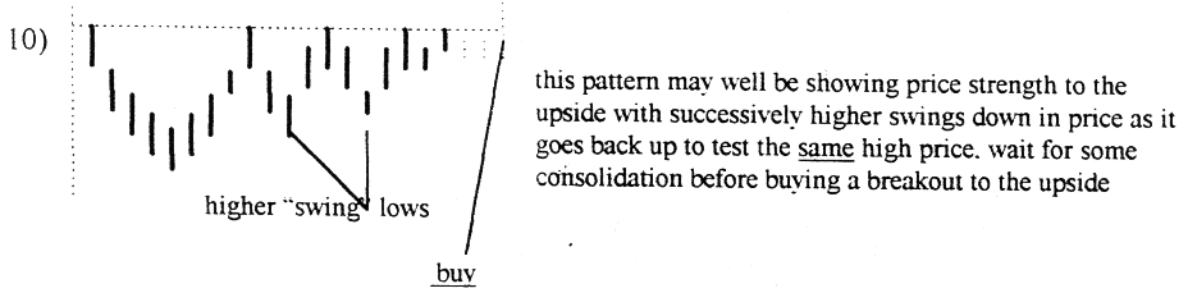 10)
this pattern may well be showing price strength to the
upside with successively higher swings down in price as it
goes back up to test the same high price. wait for some
consolidation before buying a breakout to the upside
higher “swing” lows
buy